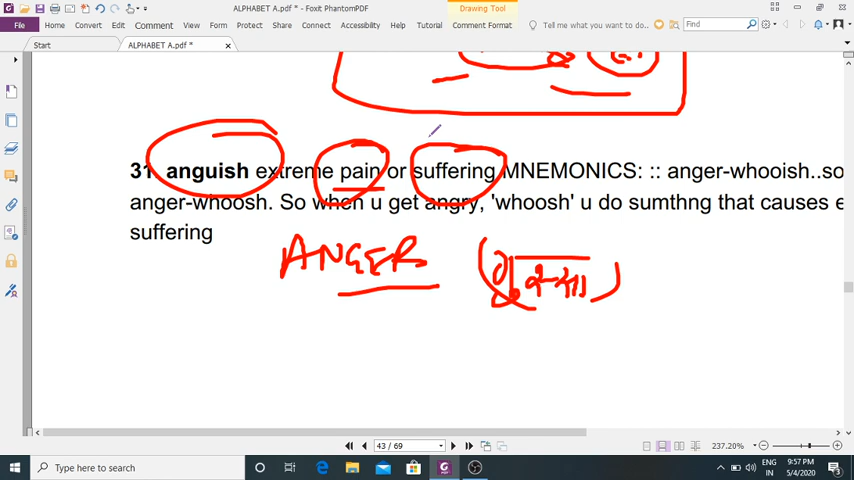 ALPHABET A.pdf * - Foxit PhantomPDF
Drawing Tool
File Home Edit Comment View Form Protect Share Connect Accessibility Help Tutorial Comment Format Tell me what you want to do.. Find
Start ALPHABET A.pdf *
31 anguish extreme pain or suffering MNEMONICS: :: anger-whooish..so
anger-whoosh. So when u get angry, 'whoosh' u do sumthng that causes e
suffering
ANGER
43 / 69 237.20%
Type here to search ENG 9:57 PM
IN 5/4/2020